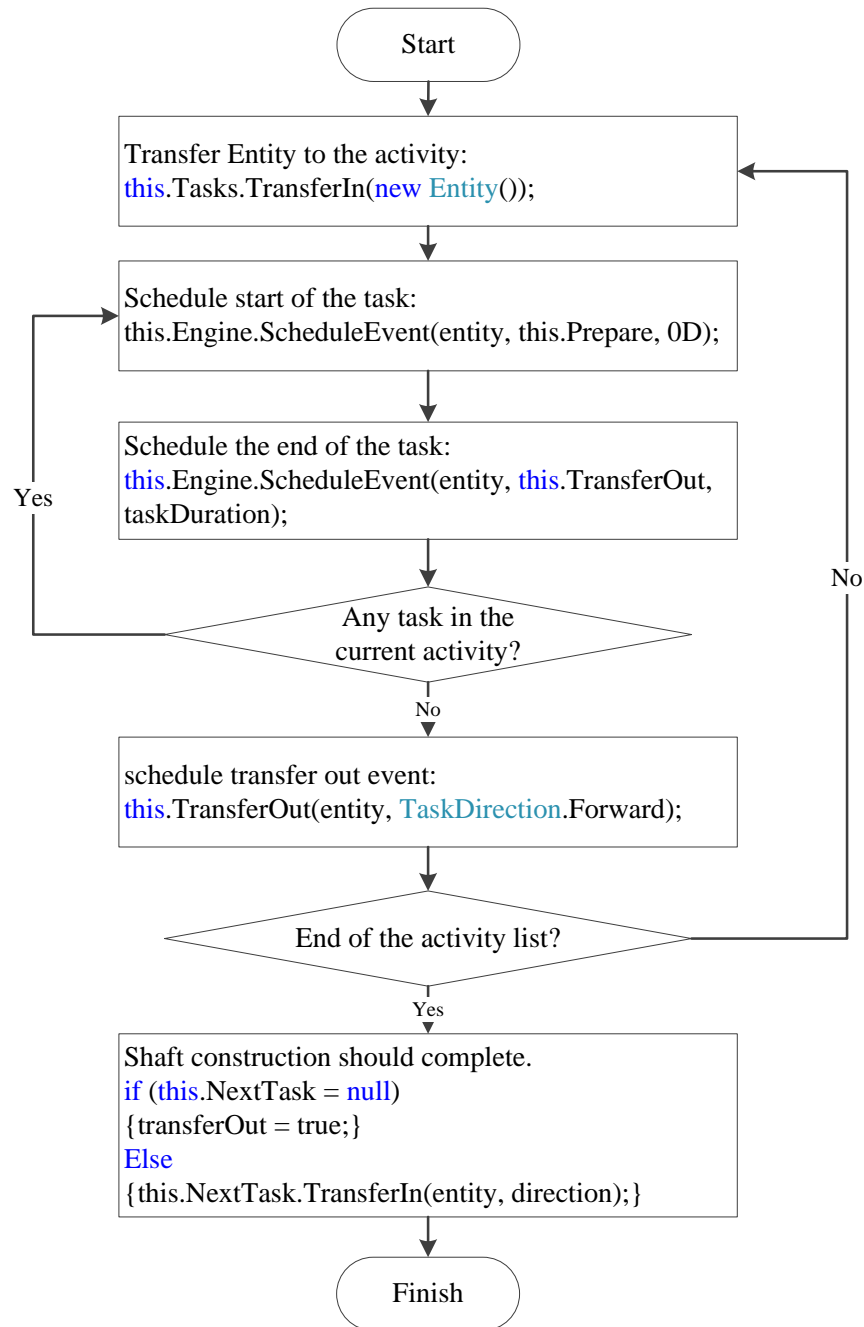 Start
Transfer Entity to the activity:
this.Tasks.TransferIn(new Entity());
Schedule start of the task:
this.Engine.ScheduleEvent(entity, this.Prepare, 0D);
Schedule the end of the task:
this.Engine.ScheduleEvent(entity, this.TransferOut,
taskDuration);
Yes
No
Any task in the
current activity?
No
schedule transfer out event:
this.TransferOut(entity, TaskDirection.Forward);
End of the activity list?
Yes
Shaft construction should complete.
if (this.NextTask = null)
{transferOut = true;}
Else
{this.NextTask.TransferIn(entity, direction);}
Finish